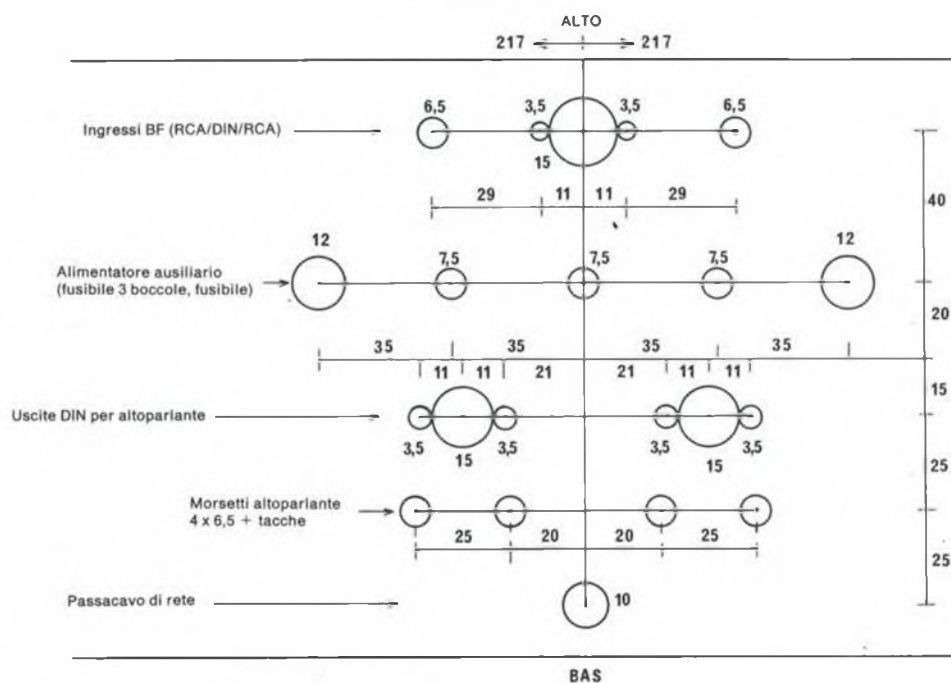 ALTO
217 217
6,5 3,5 3,5 6,5
Ingressi BF (RCA/DIN/RCA)
15
29 11 11 29
40
12 12
7,5 7,5 7,5
Alimentatore ausiliario
(fusibile 3 boccole, fusibile)
20
35 35 35 35
11 11 21 21 11 11
15
Uscite DIN per altoparlante
3,5 15 3,5 3,5 15 3,5
25
Morsetti altoparlante
4 x 6,5 + tacche
25 20 20 25
25
Passacavo di rete
10
BAS